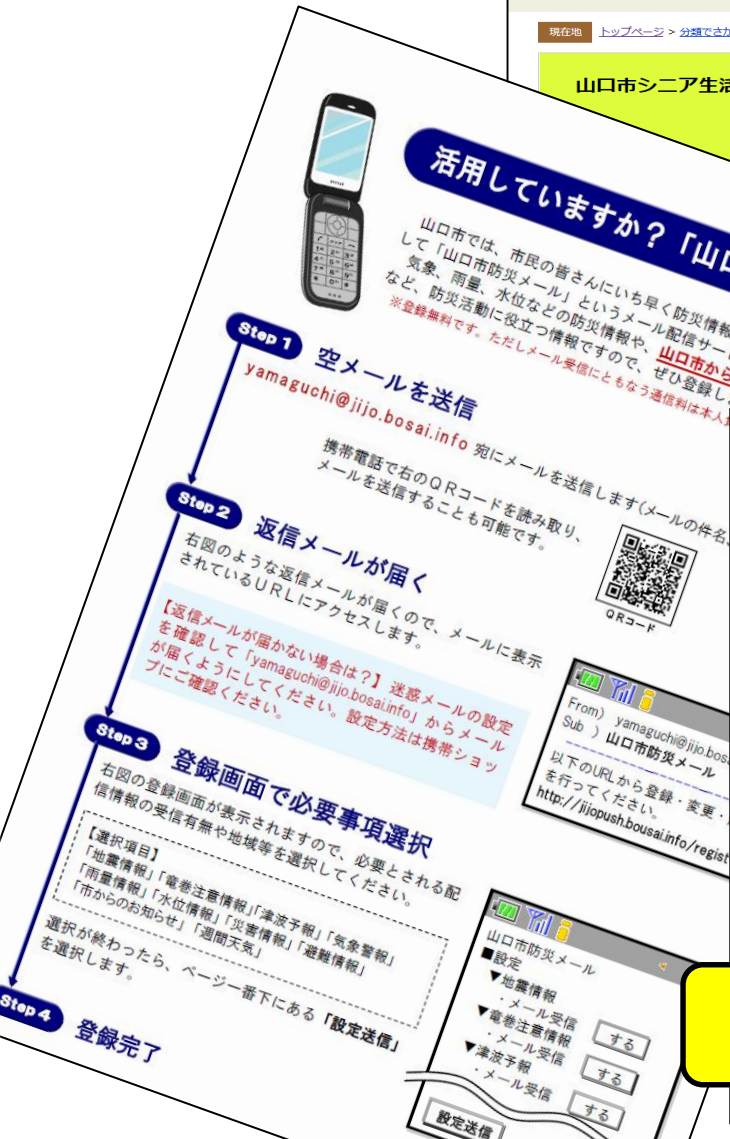 現在地 トップページ > 分類でさが
山口市シニア生活
活用していますか？「山口
山口市では、市民の皆さんにいち早く防災情報
して「山口市防災メール」というメール配信サー
気象、雨量、水位などの防災情報や、山口市から
など、防災活動に役立つ情報ですので、ぜひ登録し
※登録無料です。ただしメール受信にともなう通信料は本人
Step 1 空メールを送信
yamaguchi@jijo.bosai.info 宛にメールを送信します(メールの件名、
携帯電話で右のＱＲコードを読み取り、
メールを送信することも可能です。
QRコード
Step 2 返信メールが届く
右図のような返信メールが届くので、メールに表示
されているＵＲＬにアクセスします。
【返信メールが届かない場合は？】 迷惑メールの設定
を確認して「yamaguchi@jijo.bosai.info」からメール
が届くようにしてください。設定方法は携帯ショッ
プにご確認ください。
From) yamaguchi@jijo.bosa
Sub ) 山口市防災メール
以下のURLから登録・変更・
を行ってください。
http://jijopush.bousai.info/regist
Step 3 登録画面で必要事項選択
右図の登録画面が表示されますので、必要とされる配
信情報の受信有無や地域等を選択してください。
【選択項目】
「地震情報」「竜巻注意情報」「津波予報」「気象警報」
「雨量情報」「水位情報」「災害情報」「避難情報」
「市からのお知らせ」「週間天気」
選択が終わったら、ページ一番下にある「設定送信」
を選択します。
山口市防災メール
■設定
▼地震情報
・メール受信 する
▼竜巻注意情報
・メール受信 する
▼津波予報
・メール受信 する
設定送信
Step 4 登録完了